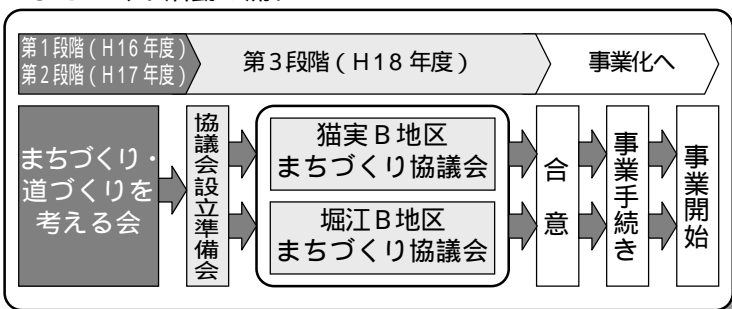 第1段階(H16年度)
第2段階(H17年度)
第3段階(H18年度)
事業化へ
まちづくり・
道づくりを
考える会
協議会設立準備会
猫実B地区
まちづくり協議会
堀江B地区
まちづくり協議会
合意
事業手続き
事業開始